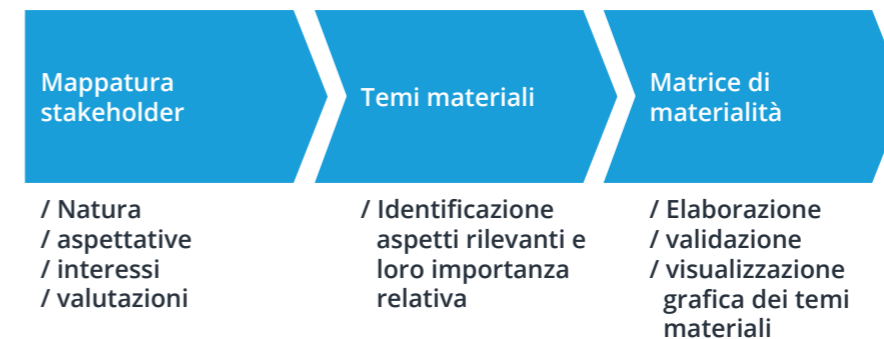 Mappatura
stakeholder
Temi materiali
Matrice di
materialità
/ Natura
/ aspettative
/ interessi
/ valutazioni
/ Identificazione
aspetti rilevanti e
loro importanza
relativa
/ Elaborazione
/ validazione
/ visualizzazione
grafica dei temi
materiali